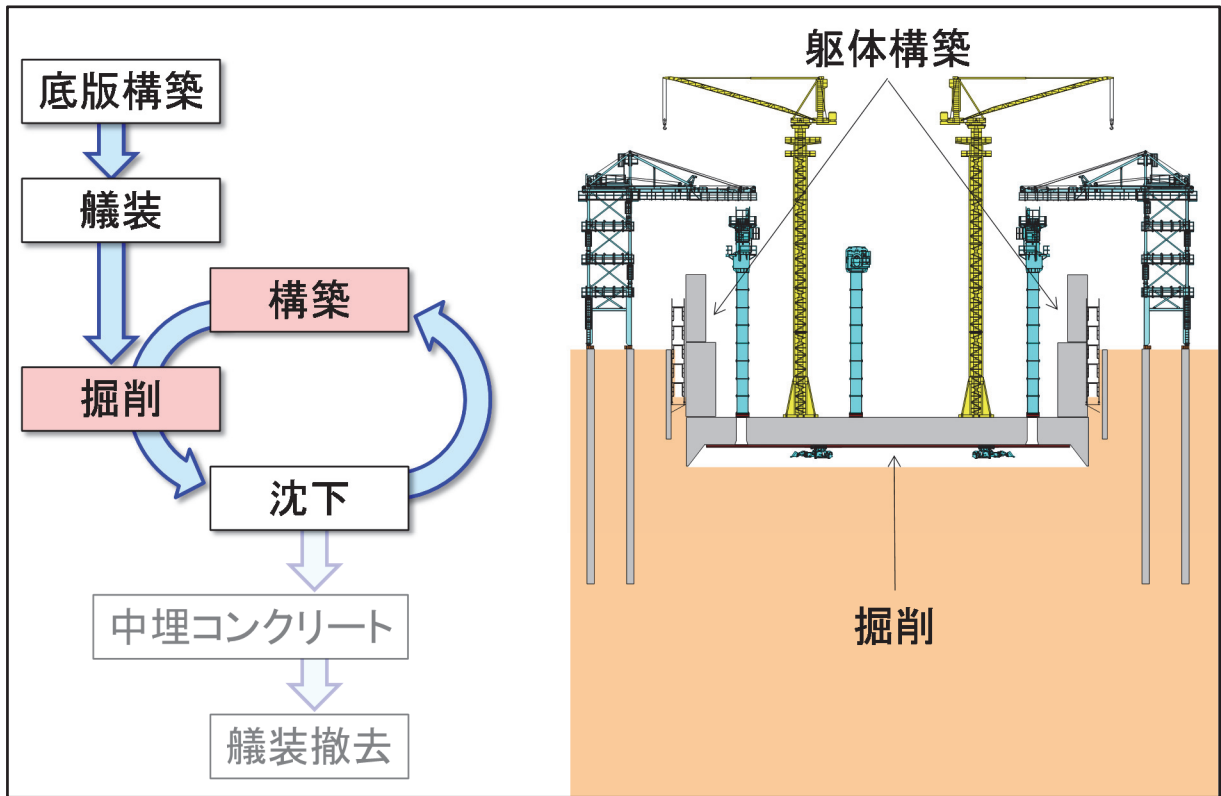 底版構築
艤装
構築
掘削
沈下
中埋コンクリート
艤装撤去
躯体構築
掘削